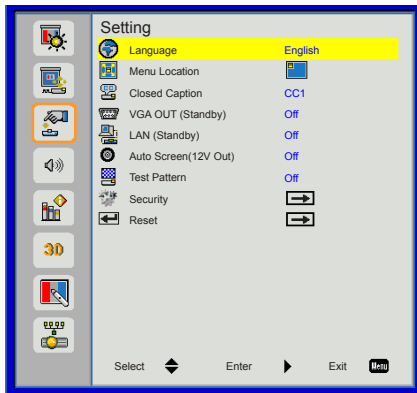 Setting
Language English
Menu Location
Closed Caption CC1
VGA OUT (Standby) Off
LAN (Standby) Off
Auto Screen(12V Out) Off
Test Pattern Off
Security
Reset
3D
Select Enter Exit Menu